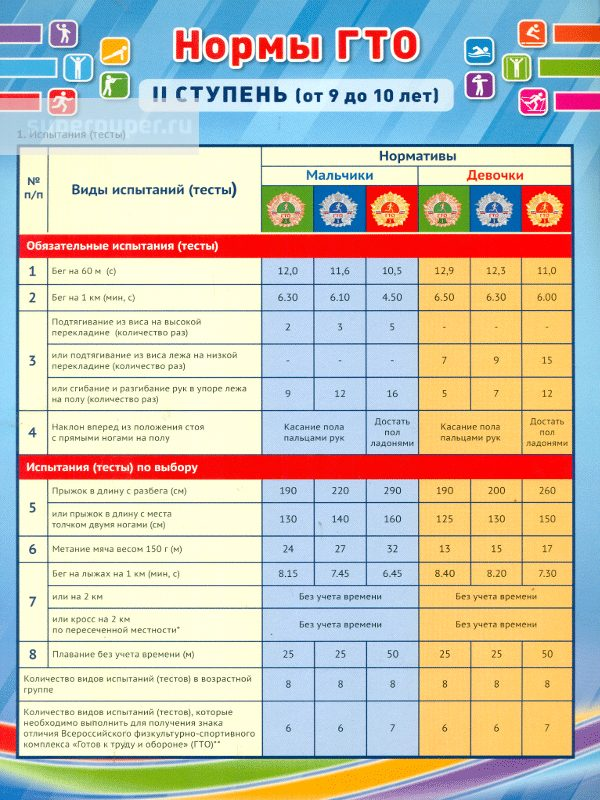 Нормы ГТО
II СТУПЕНЬ (от 9 до 10 лет)
superpuper.ru
1. Испытания (тесты)
№ п/п Виды испытаний (тесты) Нормативы
Мальчики Девочки
ГТО ГТО ГТО ГТО ГТО ГТО
Обязательные испытания (тесты)
1 Бег на 60 м (с) 12,0 11,6 10,5 12,9 12,3 11,0
2 Бег на 1 км (мин, с) 6.30 6.10 4.50 6.50 6.30 6.00
3 Подтягивание из виса на высокой
перекладине (количество раз) 2 3 5 - - -
или подтягивание из виса лежа на низкой
перекладине (количество раз) - - - 7 9 15
или сгибание и разгибание рук в упоре лежа
на полу (количество раз) 9 12 16 5 7 12
4 Наклон вперед из положения стоя
с прямыми ногами на полу
Касание пола
пальцами рук
Достать
пол
ладонями
Касание пола
пальцами рук
Достать
пол
ладонями
Испытания (тесты) по выбору
5 Прыжок в длину с разбега (см) 190 220 290 190 200 260
или прыжок в длину с места
толчком двумя ногами (см) 130 140 160 125 130 150
6 Метание мяча весом 150 г (м) 24 27 32 13 15 17
7 Бег на лыжах на 1 км (мин, с) 8.15 7.45 6.45 8.40 8.20 7.30
или на 2 км Без учета времени Без учета времени
или кросс на 2 км
по пересеченной местности* Без учета времени Без учета времени
8 Плавание без учета времени (м) 25 25 50 25 25 50
Количество видов испытаний (тестов) в возрастной
группе 8 8 8 8 8 8
Количество видов испытаний (тестов), которые
необходимо выполнить для получения знака
отличия Всероссийского физкультурно-спортивного
комплекса «Готов к труду и обороне» (ГТО)** 6 6 7 6 6 7